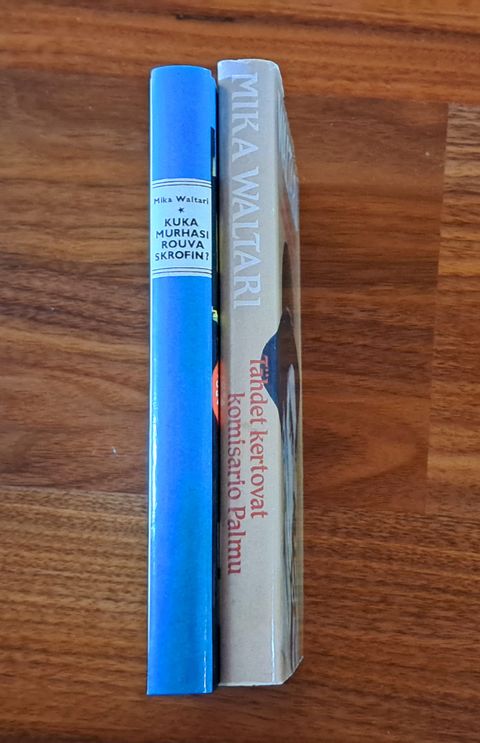 Mika Waltari
★
KUKA
MURHASI
ROUVA
SKROFIN?
MIKA WALTARI
Tähdet kertovat
komisario Palmu